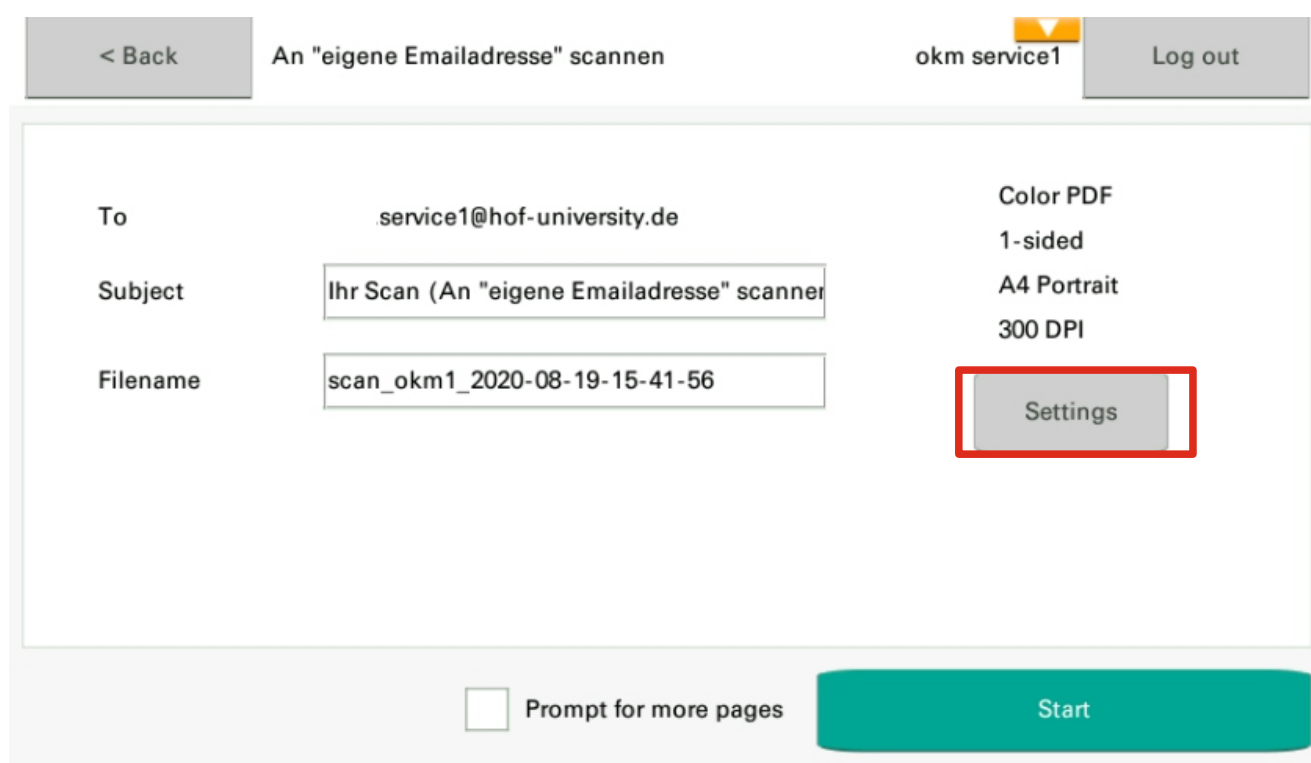 < Back An "eigene Emailadresse" scannen okm service1 Log out
To .service1@hof-university.de
Subject Ihr Scan (An "eigene Emailadresse" scannen
Filename scan_okm1_2020-08-19-15-41-56
Color PDF
1-sided
A4 Portrait
300 DPI
Settings
Prompt for more pages Start